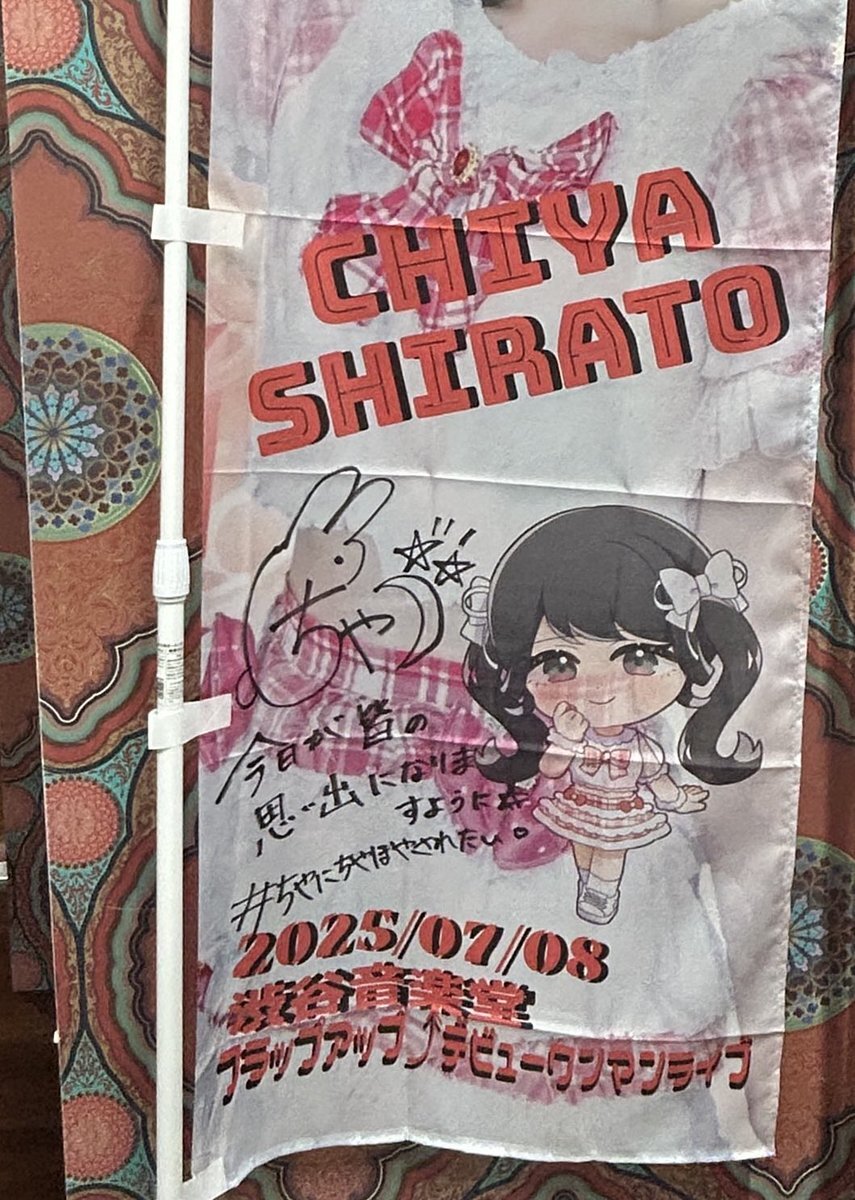 CHIYA
SHIRATO
ちや
今日が皆の
思い出になりま
すように
#ちやにちやほやされたい。
2025/07/08
渋谷音楽堂
フラップアップ⤴デビューワンマンライブ